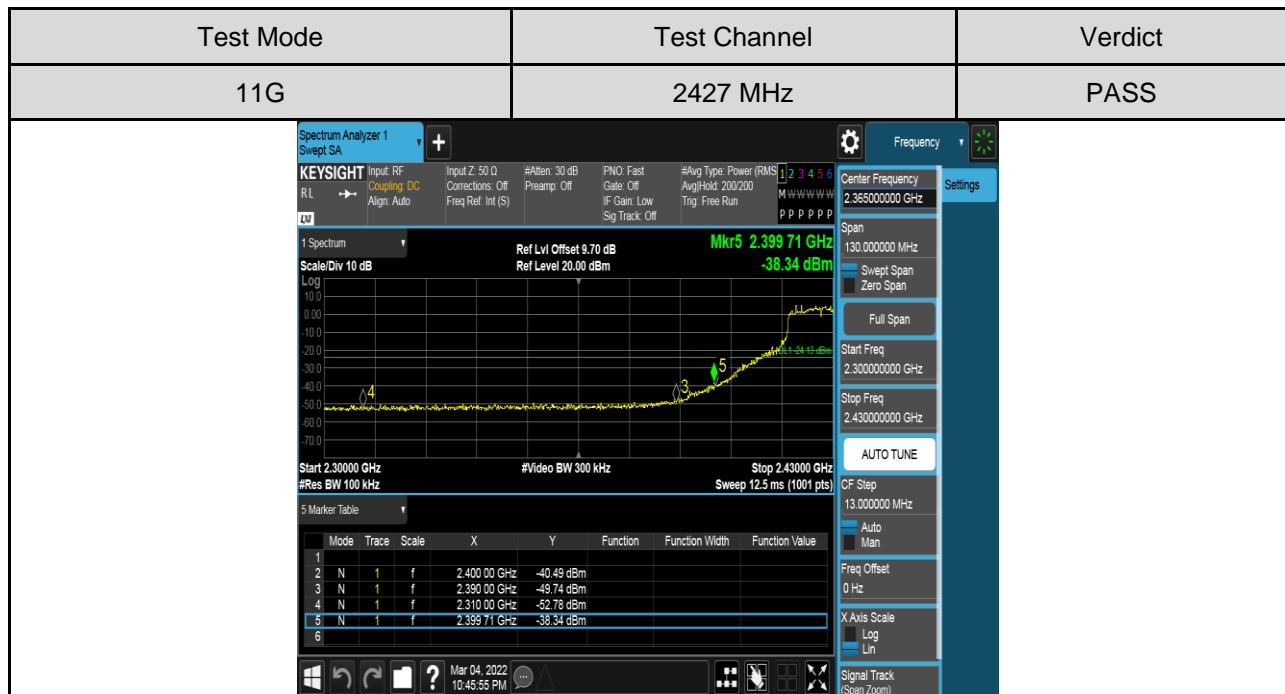 Test Mode Test Channel Verdict
11G 2427 MHz PASS
Spectrum Analyzer 1
Swept SA
+
Frequency
KEYSIGHT Input: RF Input Z: 50 Ω #Atten: 30 dB PNO: Fast #Avg Type: Power (RMS 1 2 3 4 5 6
RL Coupling: DC Corrections: Off Preamp: Off Gate: Off Avg|Hold: 200/200 M W W W W W
Align: Auto Freq Ref: Int (S) IF Gain: Low Trig: Free Run
LXI Sig Track: Off P P P P P P
Center Frequency Settings
2.365000000 GHz
Span
130.000000 MHz
Swept Span
Zero Span
Full Span
Start Freq
2.300000000 GHz
Stop Freq
2.430000000 GHz
AUTO TUNE
CF Step
13.000000 MHz
Auto
Man
Freq Offset
0 Hz
X Axis Scale
Log
Lin
Signal Track
(Span Zoom)
1 Spectrum Ref Lvl Offset 9.70 dB Mkr5 2.399 71 GHz
Scale/Div 10 dB Ref Level 20.00 dBm -38.34 dBm
Log
10.0
0.00
-10.0
-20.0 DL1 -24.13 dBm
-30.0 5
-40.0 4 3
-50.0
-60.0
-70.0
Start 2.30000 GHz #Video BW 300 kHz Stop 2.43000 GHz
#Res BW 100 kHz Sweep 12.5 ms (1001 pts)
5 Marker Table
Mode Trace Scale X Y Function Function Width Function Value
1
2 N 1 f 2.400 00 GHz -40.49 dBm
3 N 1 f 2.390 00 GHz -49.74 dBm
4 N 1 f 2.310 00 GHz -52.78 dBm
5 N 1 f 2.399 71 GHz -38.34 dBm
6
? Mar 04, 2022
10:45:55 PM